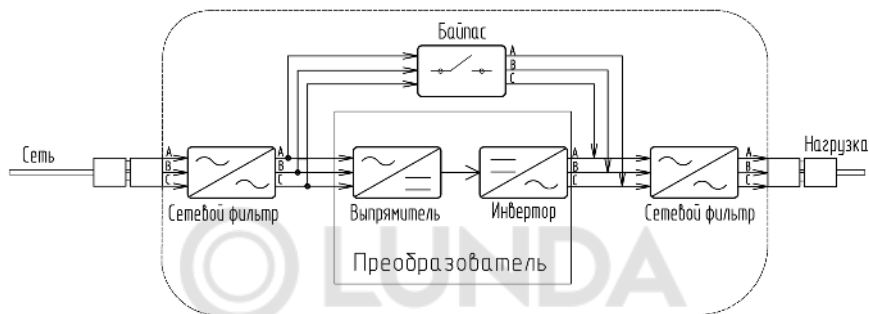 Байпас
A
B
C
Сеть
A
B
C
A
B
C
A
B
C
A
B
C
Нагрузка
Сетевой фильтр
Выпрямитель
Инвертор
Сетевой фильтр
Преобразователь
LUNDA